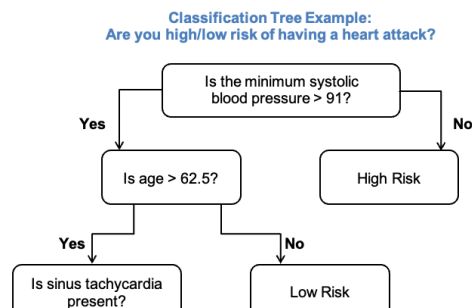 Classification Tree Example:
Are you high/low risk of having a heart attack?
Is the minimum systolic
blood pressure > 91?
Yes
No
Is age > 62.5?
High Risk
Yes
No
Is sinus tachycardia
present?
Low Risk